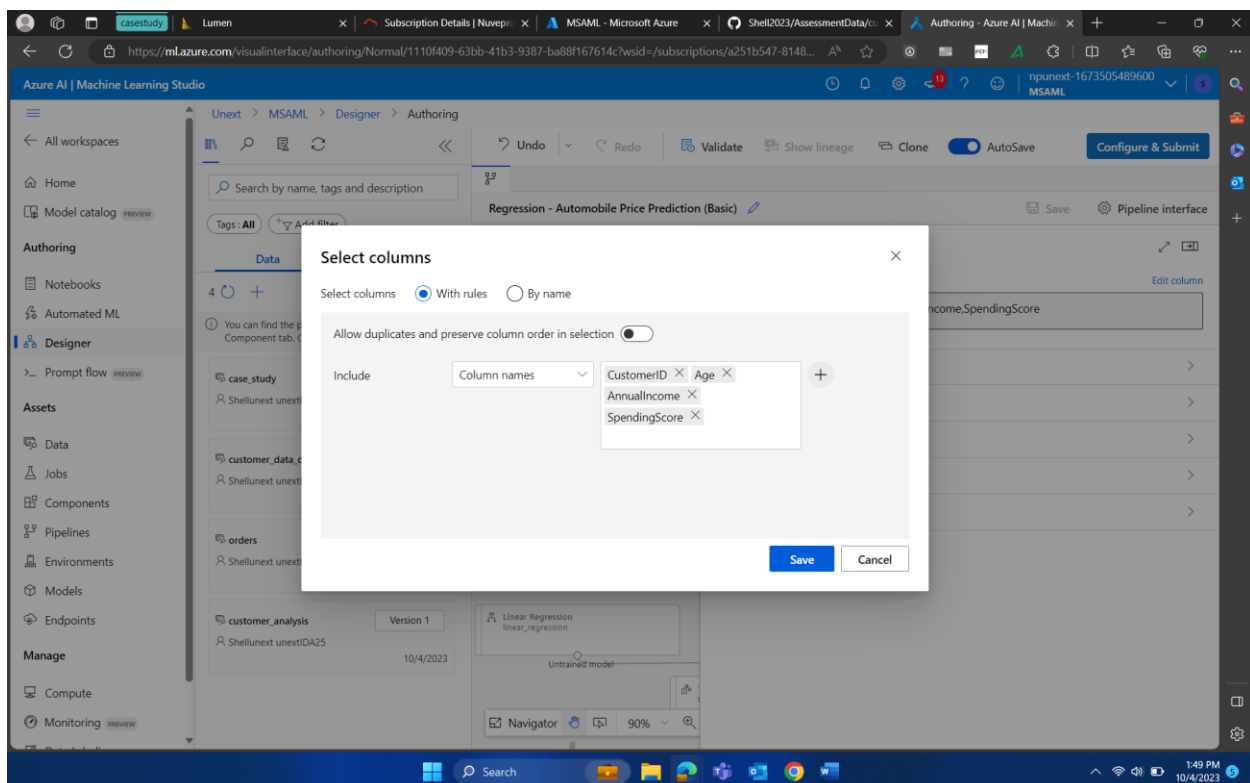 casestudy
Lumen
Subscription Details | Nuvepro
MSAML - Microsoft Azure
Shell2023/AssessmentData/cu
Authoring - Azure AI | Machin
https://ml.azure.com/visualinterface/authoring/Normal/1110f409-63bb-41b3-9387-ba88f167614c?wsid=/subscriptions/a251b547-8148...
Azure AI | Machine Learning Studio
13
npunext-1673505489600
MSAML
S
Unext > MSAML > Designer > Authoring
All workspaces
Undo
Redo
Validate
Show lineage
Clone
AutoSave
Configure & Submit
Home
Search by name, tags and description
Model catalog PREVIEW
Regression - Automobile Price Prediction (Basic)
Save
Pipeline interface
Tags : All
Add filter
Authoring
Data
Select columns
Edit column
Notebooks
4
Select columns
With rules
By name
ncome,SpendingScore
Automated ML
You can find the p
Component tab.
Allow duplicates and preserve column order in selection
Designer
Prompt flow PREVIEW
case_study
Include
Column names
CustomerID
Age
AnnualIncome
SpendingScore
Shellunext unext
Assets
Data
customer_data_c
Shellunext unext
Jobs
Components
Pipelines
orders
Shellunext unext
Save
Cancel
Environments
Models
Linear Regression
linear_regression
Endpoints
customer_analysis
Version 1
Shellunext unextIDA25
10/4/2023
Manage
Untrained model
Compute
Monitoring PREVIEW
Navigator
90%
Search
1:49 PM
10/4/2023